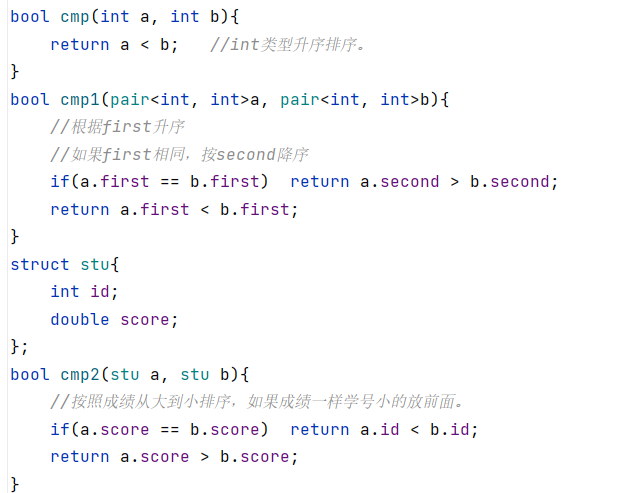 bool cmp(int a, int b){
    return a < b;   //int类型升序排序。
}
bool cmp1(pair<int, int>a, pair<int, int>b){
    //根据first升序
    //如果first相同，按second降序
    if(a.first == b.first)  return a.second > b.second;
    return a.first < b.first;
}
struct stu{
    int id;
    double score;
};
bool cmp2(stu a, stu b){
    //按照成绩从大到小排序，如果成绩一样学号小的放前面。
    if(a.score == b.score)  return a.id < b.id;
    return a.score > b.score;
}